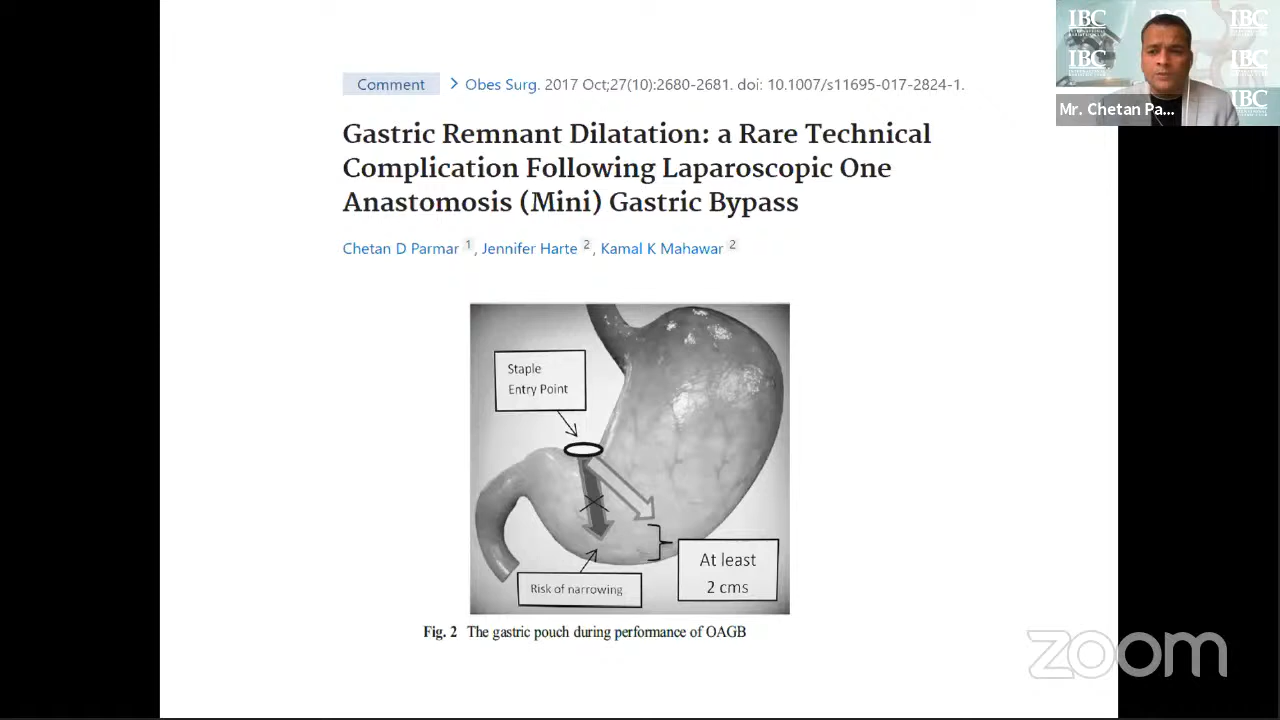 Comment > Obes Surg. 2017 Oct;27(10):2680-2681. doi: 10.1007/s11695-017-2824-1.
Gastric Remnant Dilatation: a Rare Technical
Complication Following Laparoscopic One
Anastomosis (Mini) Gastric Bypass
Chetan D Parmar 1, Jennifer Harte 2, Kamal K Mahawar 2
Staple
Entry Point
At least
2 cms
Risk of narrowing
Fig. 2 The gastric pouch during performance of OAGB
IBC
IBC
IBC
IBC
IBC
Mr. Chetan Pa...
zoom